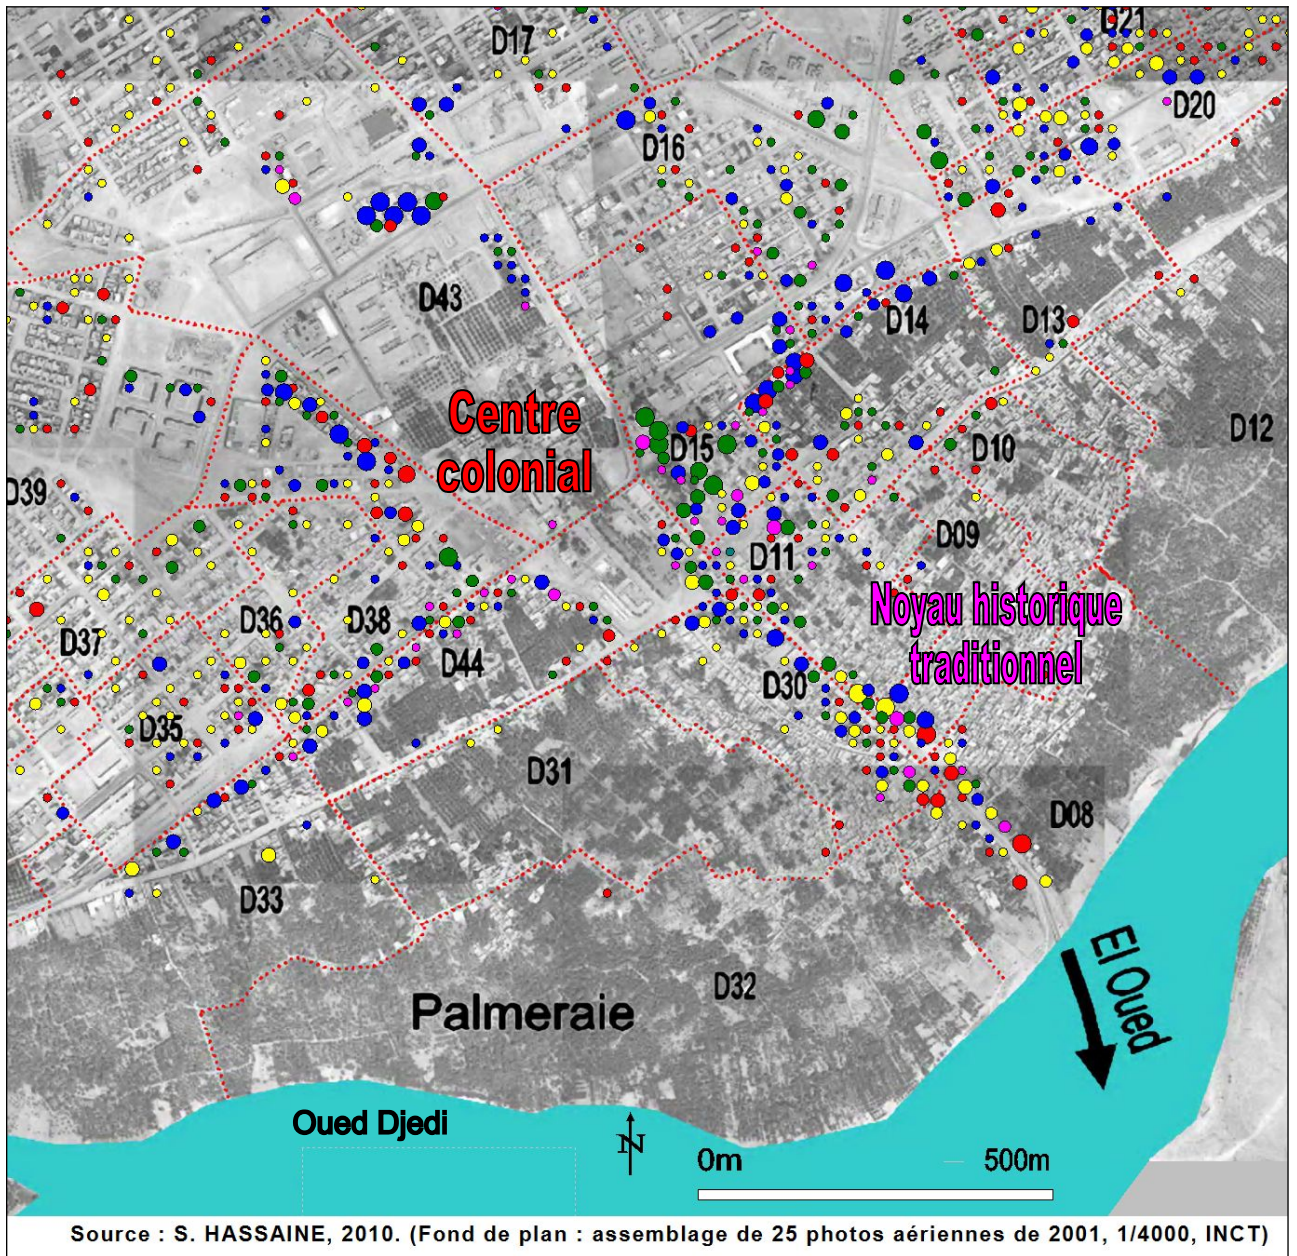 D17
D21
D20
D16
D43
D14
D13
Centre
colonial
D15
D12
D10
D39
D09
D11
Noyau historique
traditionnel
D36
D38
D37
D44
D30
D35
D31
D08
D33
D32
El Oued
Palmeraie
Oued Djedi
N
0m
500m
Source : S. HASSAINE, 2010. (Fond de plan : assemblage de 25 photos aériennes de 2001, 1/4000, INCT)